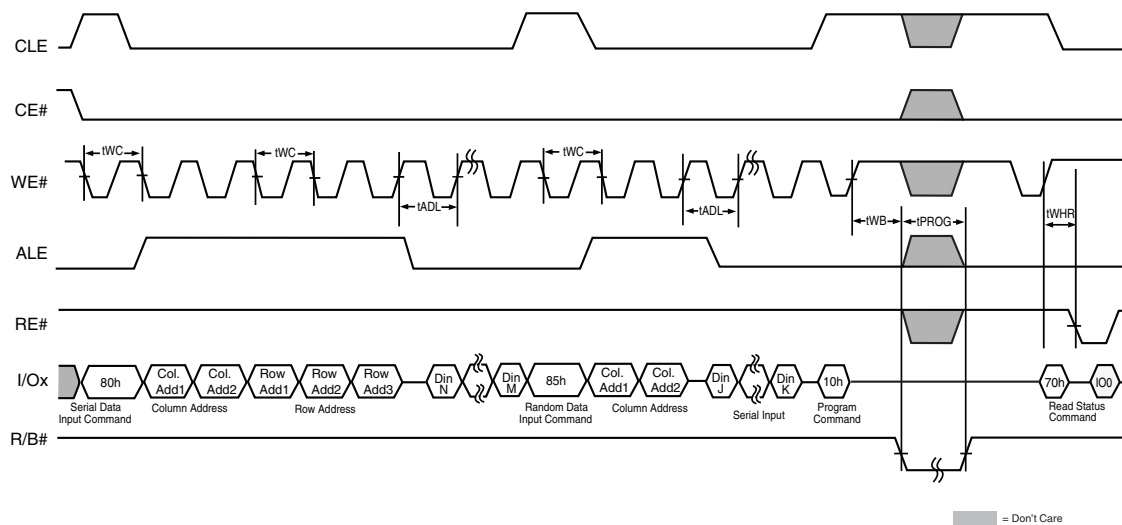 CLE
CE#
tWC
tWC
tWC
WE#
tADL
tADL
tWB
tPROG
tWHR
ALE
RE#
I/Ox
80h
Col.
Add1
Col.
Add2
Row
Add1
Row
Add2
Row
Add3
Din
N
Din
M
85h
Col.
Add1
Col.
Add2
Din
J
Din
K
10h
70h
IO0
Serial Data
Input Command
Column Address
Row Address
Random Data
Input Command
Column Address
Serial Input
Program
Command
Read Status
Command
R/B#
= Don't Care